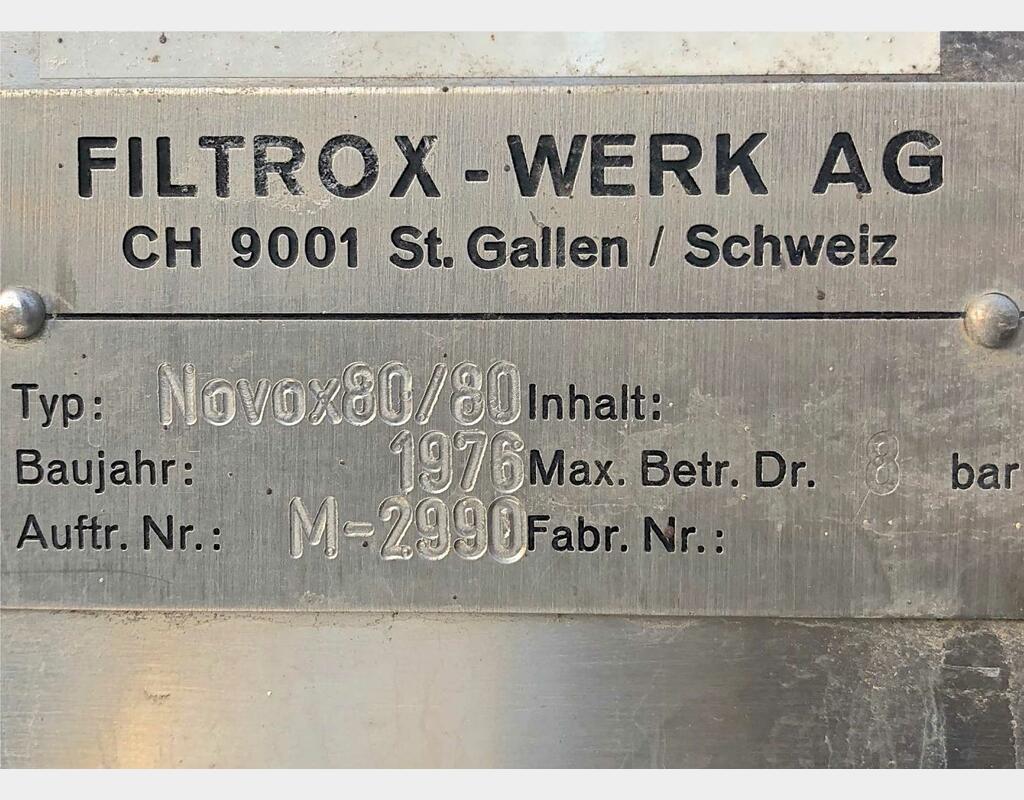 FILTROX - WERK AG
CH 9001 St. Gallen / Schweiz
Typ: Novox80/80 Inhalt:
Baujahr: 1976 Max. Betr. Dr. 8 bar
Auftr. Nr.: M-2990 Fabr. Nr.: